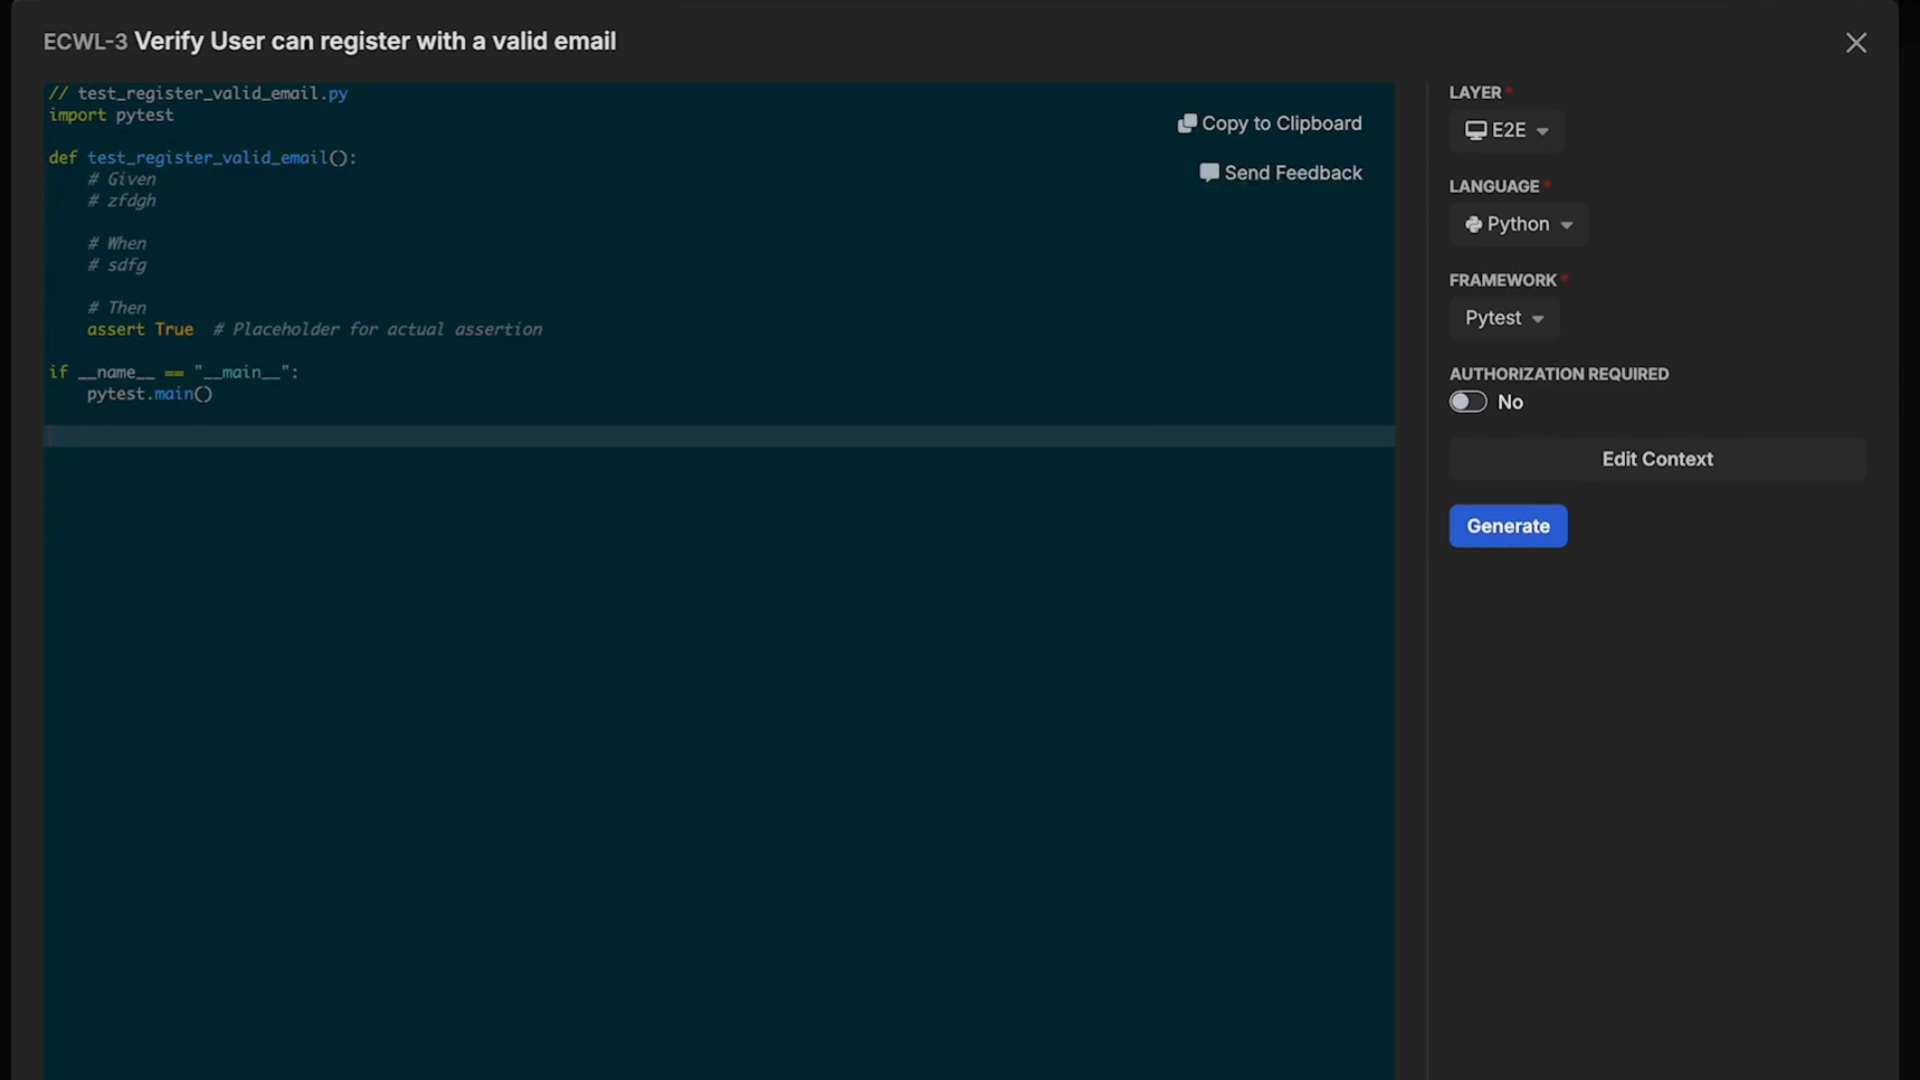 ECWL-3 Verify User can register with a valid email
// test_register_valid_email.py
import pytest
def test_register_valid_email():
# Given
# zfdgh
# When
# sdfg
# Then
assert True  # Placeholder for actual assertion
if __name__ == "__main__":
pytest.main()
Copy to Clipboard
Send Feedback
LAYER *
E2E
LANGUAGE *
Python
FRAMEWORK *
Pytest
AUTHORIZATION REQUIRED
No
Edit Context
Generate